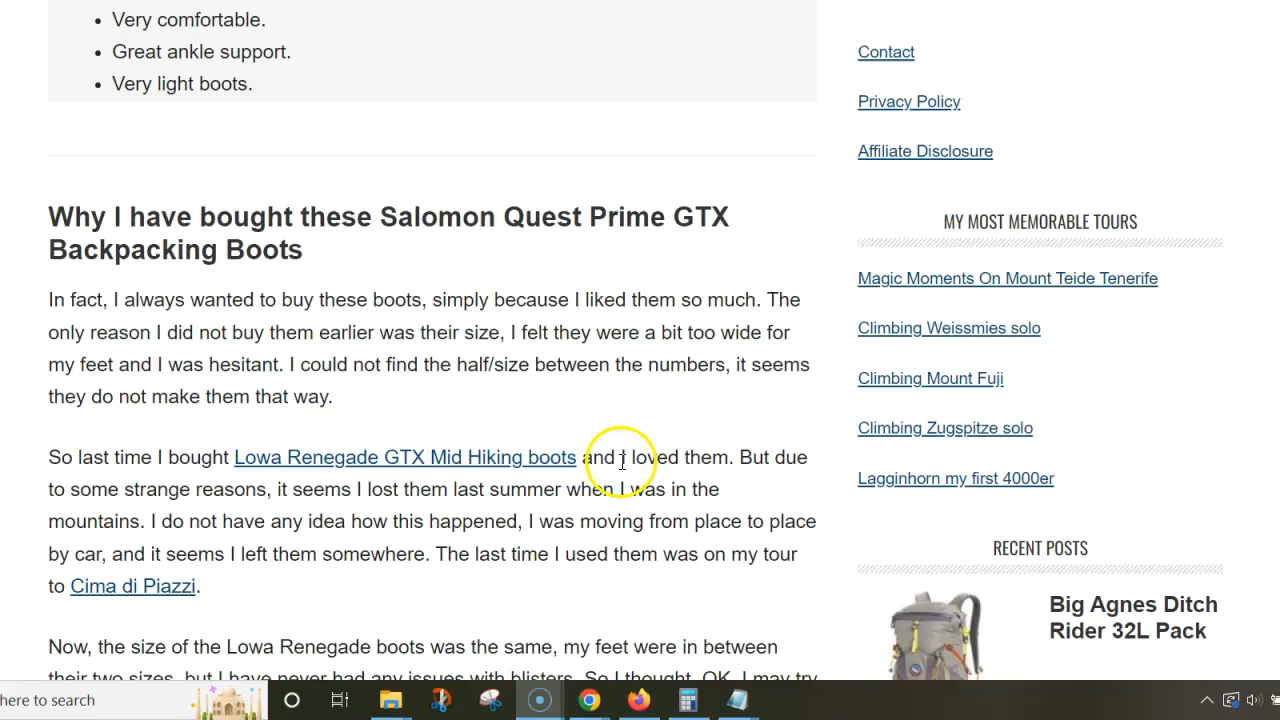 Very comfortable.
Great ankle support.
Very light boots.
Why I have bought these Salomon Quest Prime GTX
Backpacking Boots
In fact, I always wanted to buy these boots, simply because I liked them so much. The
only reason I did not buy them earlier was their size, I felt they were a bit too wide for
my feet and I was hesitant. I could not find the half/size between the numbers, it seems
they do not make them that way.
So last time I bought Lowa Renegade GTX Mid Hiking boots and I loved them. But due
to some strange reasons, it seems I lost them last summer when I was in the
mountains. I do not have any idea how this happened, I was moving from place to place
by car, and it seems I left them somewhere. The last time I used them was on my tour
to Cima di Piazzi.
Now, the size of the Lowa Renegade boots was the same, my feet were in between
their two sizes, but I have never had any issues with blisters. So I thought, OK, I may try
Contact
Privacy Policy
Affiliate Disclosure
MY MOST MEMORABLE TOURS
Magic Moments On Mount Teide Tenerife
Climbing Weissmies solo
Climbing Mount Fuji
Climbing Zugspitze solo
Lagginhorn my first 4000er
RECENT POSTS
Big Agnes Ditch
Rider 32L Pack
here to search